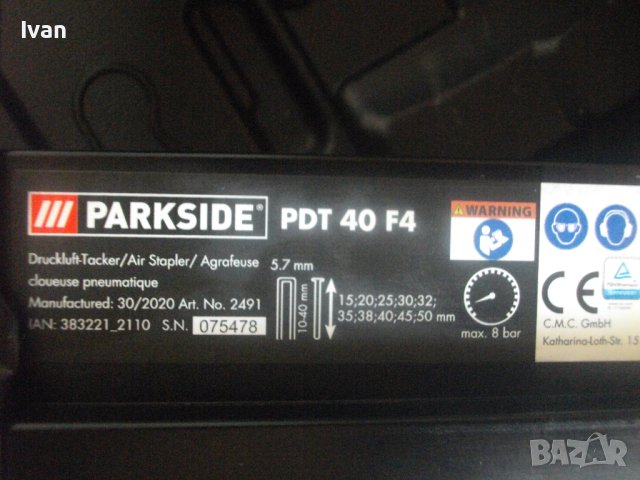 Ivan
/// PARKSIDE® PDT 40 F4
WARNING
Druckluft-Tacker/Air Stapler/ Agrafeuse
cloueuse pneumatique
Manufactured: 30/2020 Art. No. 2491
IAN: 383221_2110 S.N. 075478
5.7 mm
10-40 mm
15;20;25;30;32;
35;38;40;45;50 mm
max. 8 bar
CE
C.M.C. GmbH
Katharina-Loth-Str. 15
BAZAR